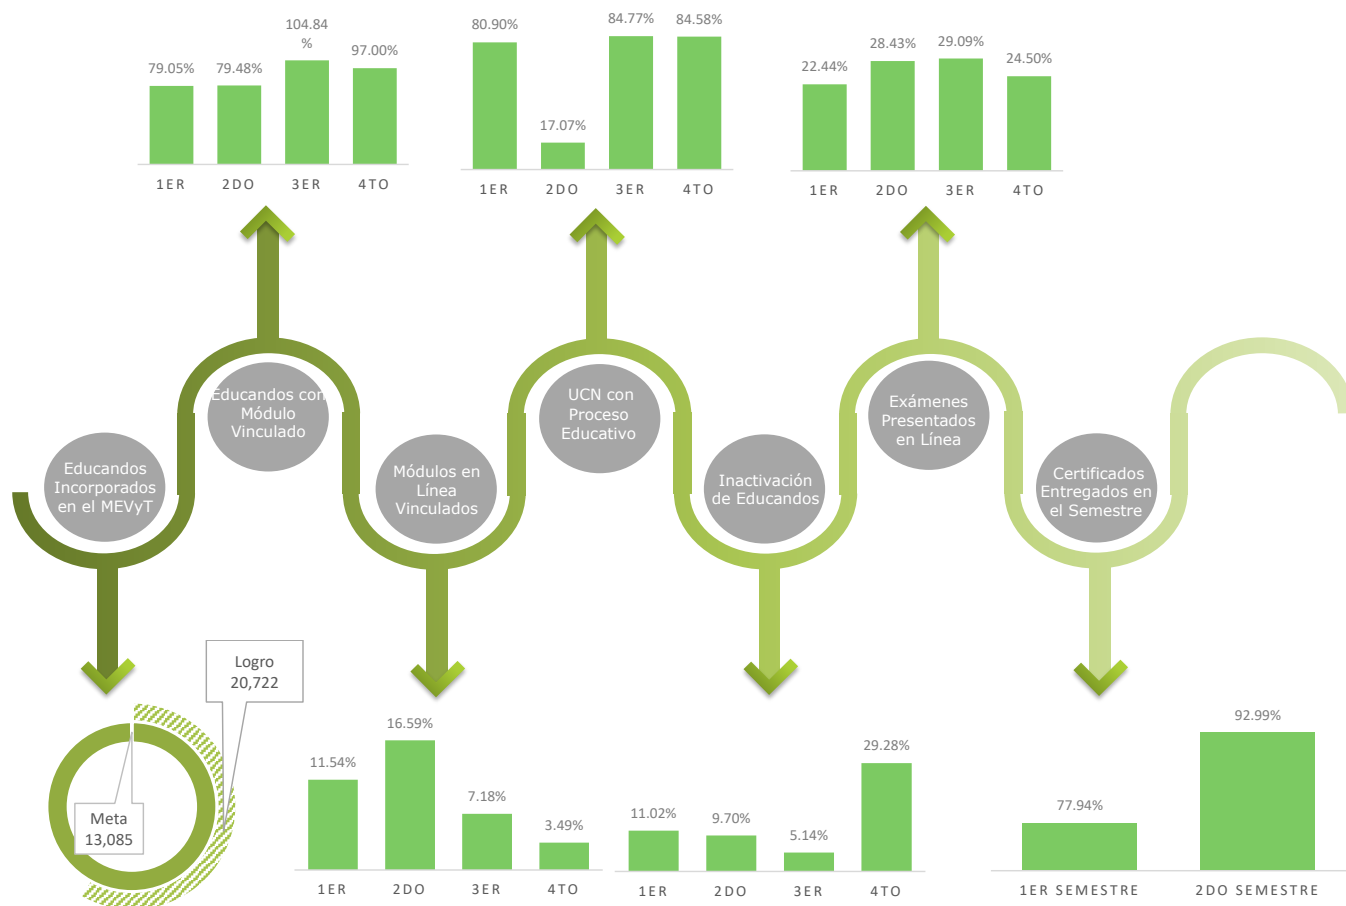 104.84
%
97.00%
79.05%
79.48%
1ER
2DO
3ER
4TO
80.90%
17.07%
84.77%
84.58%
1ER
2DO
3ER
4TO
22.44%
28.43%
29.09%
24.50%
1ER
2DO
3ER
4TO
Educandos
Incorporados
en el MEVyT
Educandos con
Módulo
Vinculado
Módulos en
Línea
Vinculados
UCN con
Proceso
Educativo
Inactivación
de Educandos
Exámenes
Presentados
en Línea
Certificados
Entregados en
el Semestre
Logro
20,722
Meta
13,085
11.54%
16.59%
7.18%
3.49%
1ER
2DO
3ER
4TO
11.02%
9.70%
5.14%
29.28%
1ER
2DO
3ER
4TO
77.94%
92.99%
1ER SEMESTRE
2DO SEMESTRE